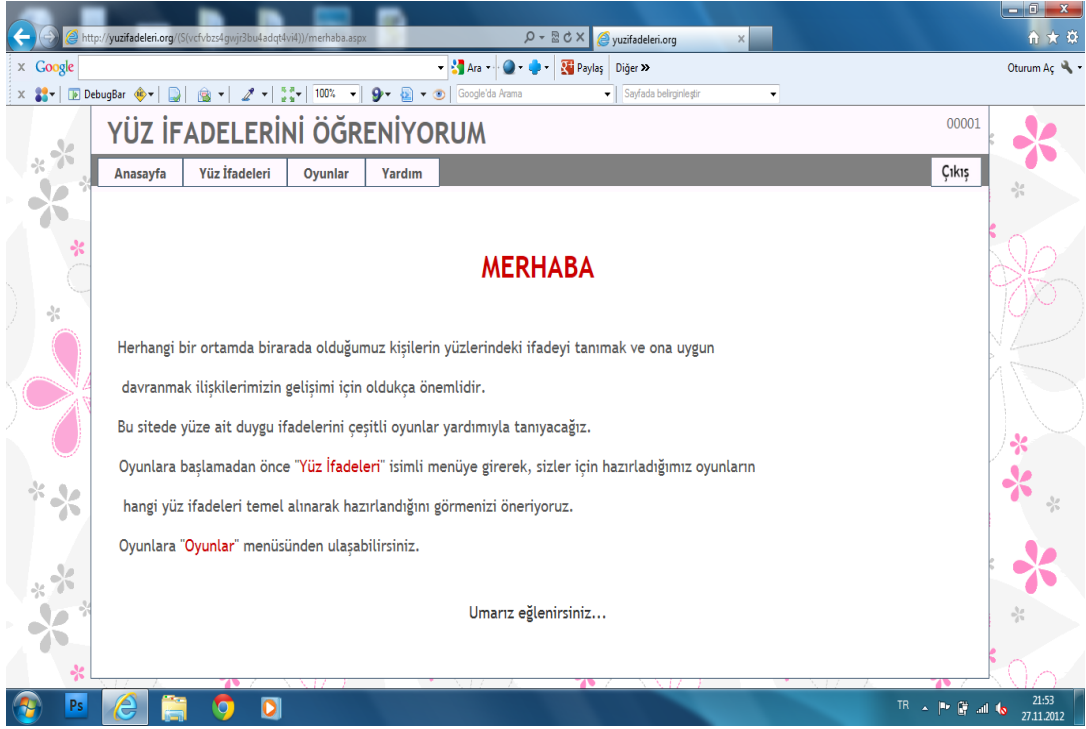 http://yuzifadeleri.org/(S(vcfvbzs4gwjr3bu4adqt4vi4))/merhaba.aspx
yuzifadeleri.org
x Google Ara Paylaş Diğer »
Oturum Aç
x DebugBar 100% Google'da Arama Sayfada belirginleştir
YÜZ İFADELERİNİ ÖĞRENİYORUM
00001
Anasayfa Yüz İfadeleri Oyunlar Yardım Çıkış
MERHABA
Herhangi bir ortamda birarada olduğumuz kişilerin yüzlerindeki ifadeyi tanımak ve ona uygun
davranmak ilişkilerimizin gelişimi için oldukça önemlidir.
Bu sitede yüze ait duygu ifadelerini çeşitli oyunlar yardımıyla tanıyacağız.
Oyunlara başlamadan önce "Yüz İfadeleri" isimli menüye girerek, sizler için hazırladığımız oyunların
hangi yüz ifadeleri temel alınarak hazırlandığını görmenizi öneriyoruz.
Oyunlara "Oyunlar" menüsünden ulaşabilirsiniz.
Umarız eğlenirsiniz...
Ps
TR
21:53
27.11.2012